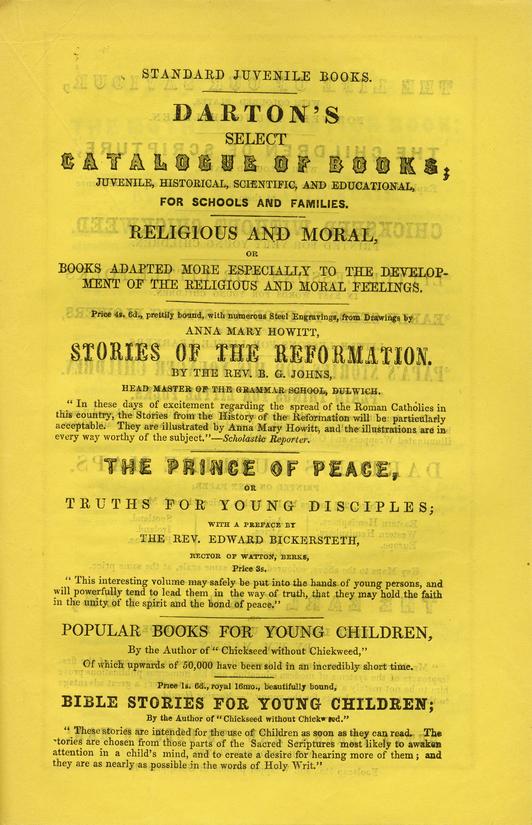 STANDARD JUVENILE BOOKS.
DARTON'S
SELECT
CATALOGUE OF BOOKS;
JUVENILE, HISTORICAL, SCIENTIFIC, AND EDUCATIONAL,
FOR SCHOOLS AND FAMILIES.
RELIGIOUS AND MORAL,
OR
BOOKS ADAPTED MORE ESPECIALLY TO THE DEVELOP-
MENT OF THE RELIGIOUS AND MORAL FEELINGS.
Price 4s. 6d., prettily bound, with numerous Steel Engravings, from Drawings by
ANNA MARY HOWITT,
STORIES OF THE REFORMATION.
BY THE REV. B. G. JOHNS,
HEAD MASTER OF THE GRAMMAR SCHOOL, DULWICH.
"In these days of excitement regarding the spread of the Roman Catholics in
this country, the Stories from the History of the Reformation will be particularly
acceptable. They are illustrated by Anna Mary Howitt, and the illustrations are in
every way worthy of the subject."—Scholastic Reporter.
THE PRINCE OF PEACE,
OR
TRUTHS FOR YOUNG DISCIPLES;
WITH A PREFACE BY
THE REV. EDWARD BICKERSTETH,
RECTOR OF WATTON, BERKS,
Price 3s.
"This interesting volume may safely be put into the hands of young persons, and
will powerfully tend to lead them in the way of truth, that they may hold the faith
in the unity of the spirit and the bond of peace."
POPULAR BOOKS FOR YOUNG CHILDREN,
By the Author of "Chickseed without Chickweed,"
Of which upwards of 50,000 have been sold in an incredibly short time.
Price 1s. 6d., royal 16mo., beautifully bound,
BIBLE STORIES FOR YOUNG CHILDREN;
By the Author of "Chickseed without Chickweed."
"These stories are intended for the use of Children as soon as they can read. The
stories are chosen from those parts of the Sacred Scriptures most likely to awaken
attention in a child's mind, and to create a desire for hearing more of them; and
they are as nearly as possible in the words of Holy Writ."